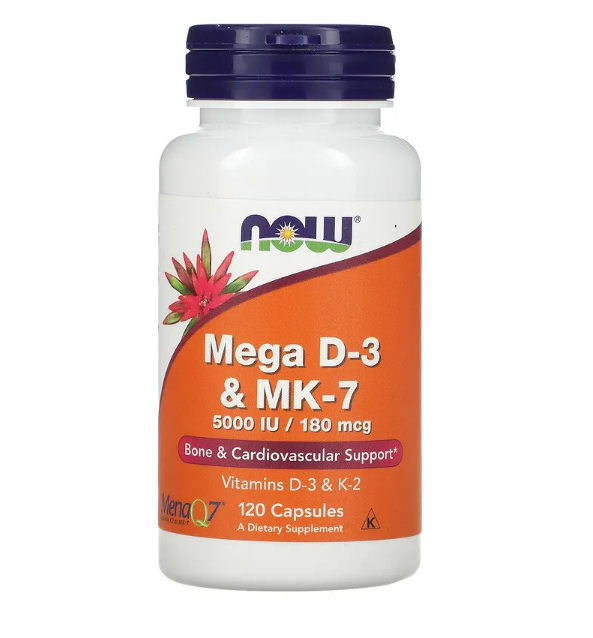 NOW®
Mega D-3
& MK-7
5000 IU / 180 mcg
Bone & Cardiovascular Support*
Vitamins D-3 & K-2
MenaQ7®
120 Capsules
A Dietary Supplement
K